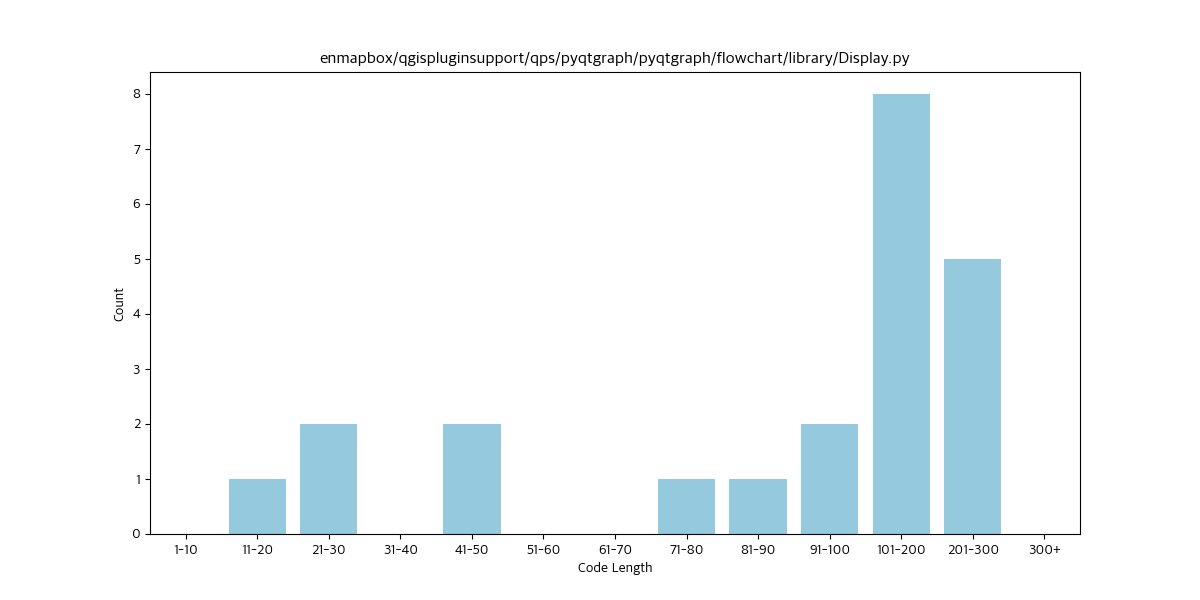 enmapbox/qgispluginsupport/qps/pyqtgraph/pyqtgraph/flowchart/library/Display.py
8
7
6
5
4
3
2
1
0
Count
1-10 11-20 21-30 31-40 41-50 51-60 61-70 71-80 81-90 91-100 101-200 201-300 300+
Code Length